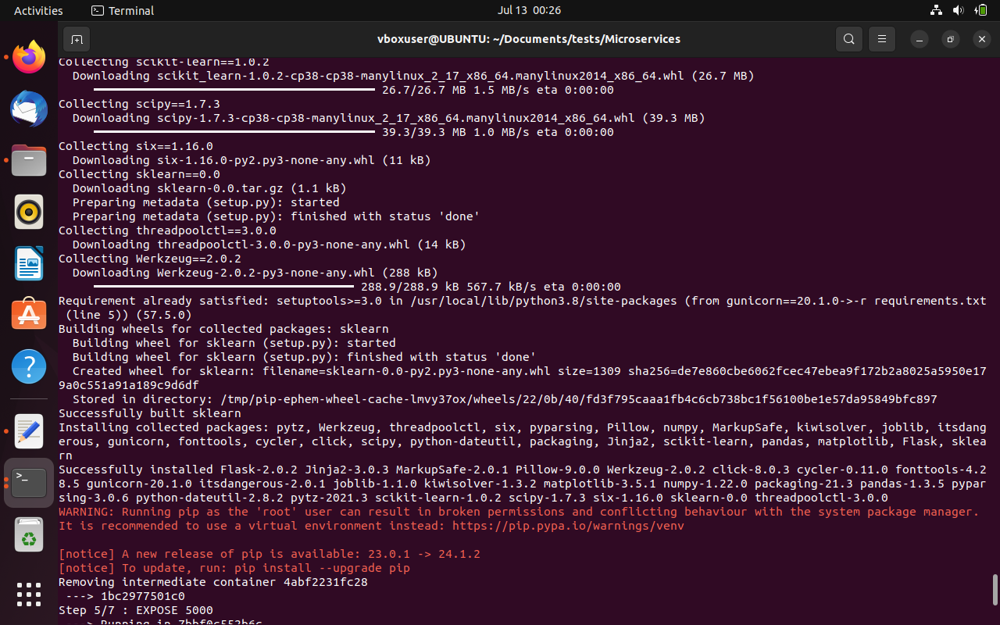 Activities
Terminal
Jul 13 00:26
vboxuser@UBUNTU: ~/Documents/tests/Microservices
Collecting scikit-learn==1.0.2
Downloading scikit_learn-1.0.2-cp38-cp38-manylinux_2_17_x86_64.manylinux2014_x86_64.whl (26.7 MB)
26.7/26.7 MB 1.5 MB/s eta 0:00:00
Collecting scipy==1.7.3
Downloading scipy-1.7.3-cp38-cp38-manylinux_2_17_x86_64.manylinux2014_x86_64.whl (39.3 MB)
39.3/39.3 MB 1.0 MB/s eta 0:00:00
Collecting six==1.16.0
Downloading six-1.16.0-py2.py3-none-any.whl (11 kB)
Collecting sklearn==0.0
Downloading sklearn-0.0.tar.gz (1.1 kB)
Preparing metadata (setup.py): started
Preparing metadata (setup.py): finished with status 'done'
Collecting threadpoolctl==3.0.0
Downloading threadpoolctl-3.0.0-py3-none-any.whl (14 kB)
Collecting Werkzeug==2.0.2
Downloading Werkzeug-2.0.2-py3-none-any.whl (288 kB)
288.9/288.9 kB 567.7 kB/s eta 0:00:00
Requirement already satisfied: setuptools>=3.0 in /usr/local/lib/python3.8/site-packages (from gunicorn==20.1.0->-r requirements.txt
(line 5)) (57.5.0)
Building wheels for collected packages: sklearn
Building wheel for sklearn (setup.py): started
Building wheel for sklearn (setup.py): finished with status 'done'
Created wheel for sklearn: filename=sklearn-0.0-py2.py3-none-any.whl size=1309 sha256=de7e860cbe6062fcec47ebea9f172b2a8025a5950e17
9a0c551a91a189c9d6df
Stored in directory: /tmp/pip-ephem-wheel-cache-lmvy37ox/wheels/22/0b/40/fd3f795caaa1fb4c6cb738bc1f56100be1e57da95849bfc897
Successfully built sklearn
Installing collected packages: pytz, Werkzeug, threadpoolctl, six, pyparsing, Pillow, numpy, MarkupSafe, kiwisolver, joblib, itsdang
erous, gunicorn, fonttools, cycler, click, scipy, python-dateutil, packaging, Jinja2, scikit-learn, pandas, matplotlib, Flask, sklea
rn
Successfully installed Flask-2.0.2 Jinja2-3.0.3 MarkupSafe-2.0.1 Pillow-9.0.0 Werkzeug-2.0.2 click-8.0.3 cycler-0.11.0 fonttools-4.2
8.5 gunicorn-20.1.0 itsdangerous-2.0.1 joblib-1.1.0 kiwisolver-1.3.2 matplotlib-3.5.1 numpy-1.22.0 packaging-21.3 pandas-1.3.5 pypar
sing-3.0.6 python-dateutil-2.8.2 pytz-2021.3 scikit-learn-1.0.2 scipy-1.7.3 six-1.16.0 sklearn-0.0 threadpoolctl-3.0.0
WARNING: Running pip as the 'root' user can result in broken permissions and conflicting behaviour with the system package manager.
It is recommended to use a virtual environment instead: https://pip.pypa.io/warnings/venv
[notice] A new release of pip is available: 23.0.1 -> 24.1.2
[notice] To update, run: pip install --upgrade pip
Removing intermediate container 4abf2231fc28
---> 1bc2977501c0
Step 5/7 : EXPOSE 5000
---> Running in 7bbf0c552b6c